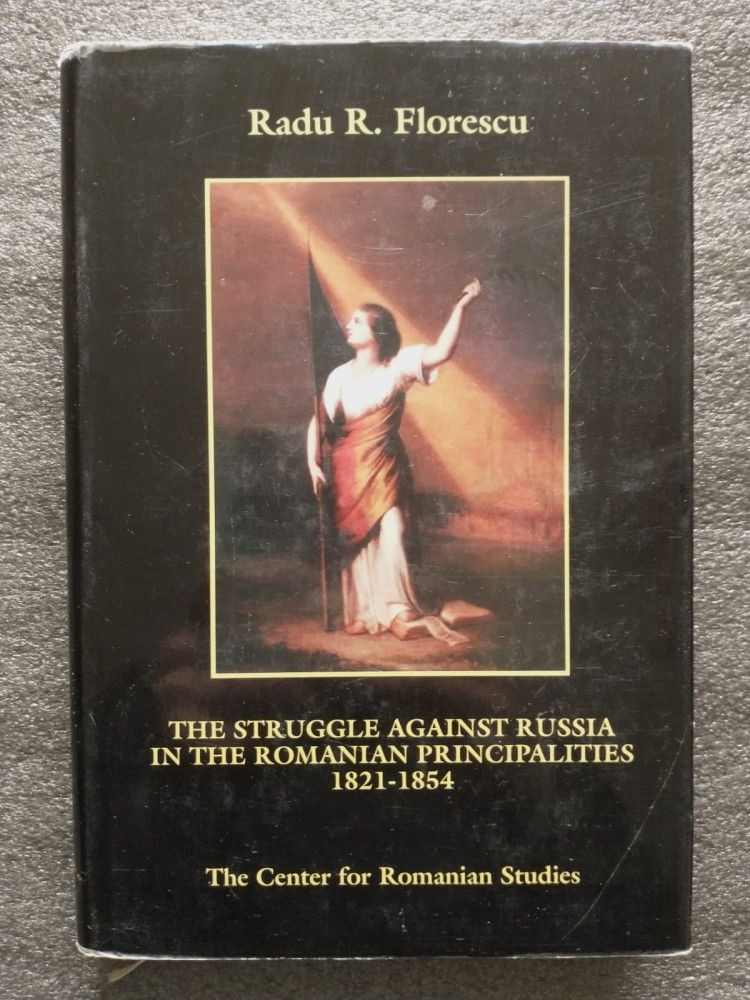 Radu R. Florescu
THE STRUGGLE AGAINST RUSSIA
IN THE ROMANIAN PRINCIPALITIES
1821-1854
The Center for Romanian Studies